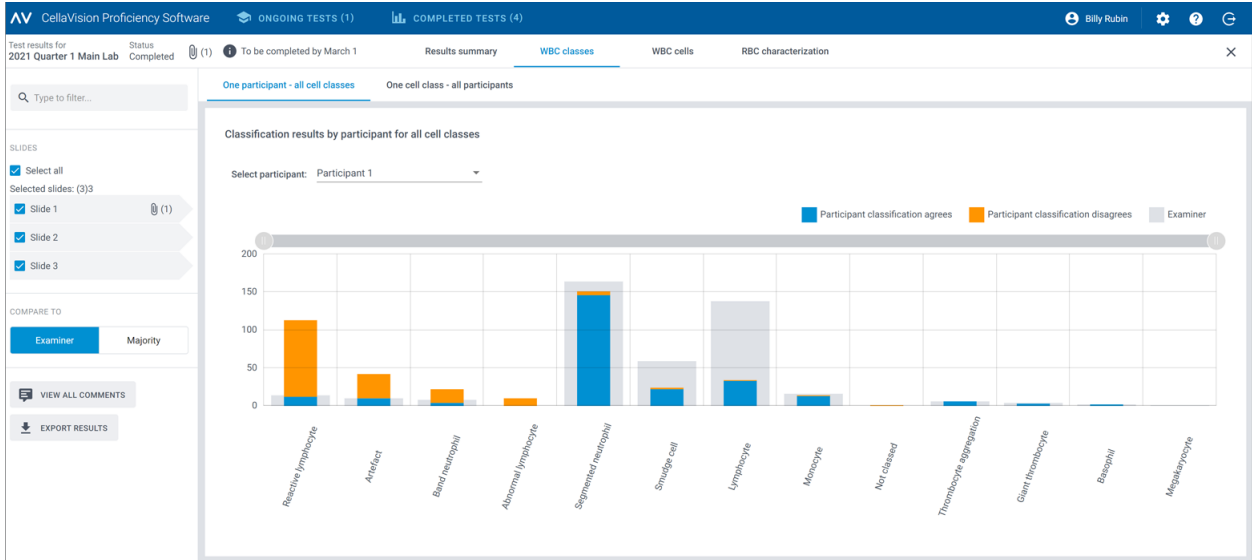 CellaVision Proficiency Software
ONGOING TESTS (1)
COMPLETED TESTS (4)
Billy Rubin
Test results for
2021 Quarter 1 Main Lab
Status
Completed
(1)
To be completed by March 1
Results summary
WBC classes
WBC cells
RBC characterization
Type to filter...
One participant - all cell classes
One cell class - all participants
SLIDES
Select all
Selected slides: (3)3
Slide 1
(1)
Slide 2
Slide 3
COMPARE TO
Examiner
Majority
VIEW ALL COMMENTS
EXPORT RESULTS
Classification results by participant for all cell classes
Select participant:
Participant 1
Participant classification agrees
Participant classification disagrees
Examiner
200
150
100
50
0
Reactive lymphocyte
Artefact
Band neutrophil
Abnormal lymphocyte
Segmented neutrophil
Smudge cell
Lymphocyte
Monocyte
Not classed
Thrombocyte aggregation
Giant thrombocyte
Basophil
Megakaryocyte